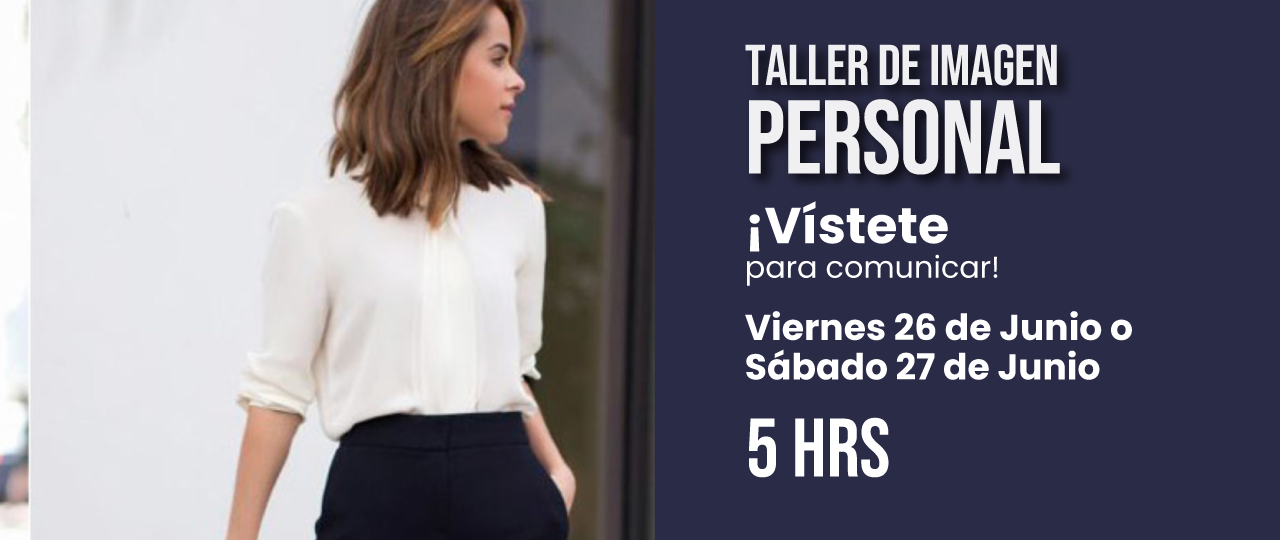 TALLER DE IMAGEN
PERSONAL
¡Vístete
para comunicar!
Viernes 26 de Junio o
Sábado 27 de Junio
5 HRS